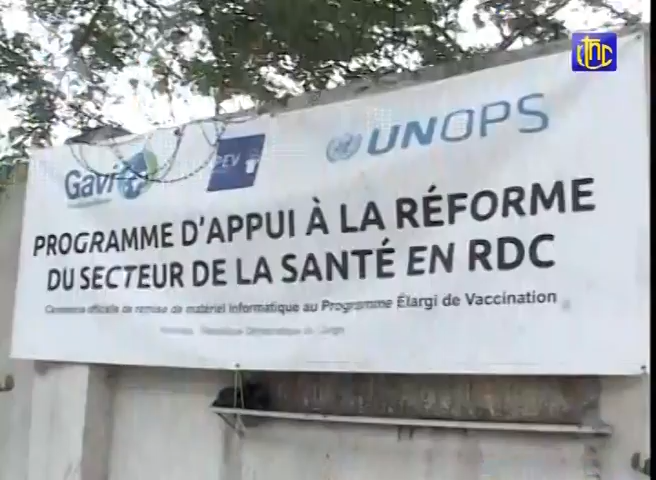 Gavi PEV UNOPS
PROGRAMME D'APPUI À LA RÉFORME
DU SECTEUR DE LA SANTÉ EN RDC
officielle de remise de matériel informatique au Programme Élargi de Vaccination